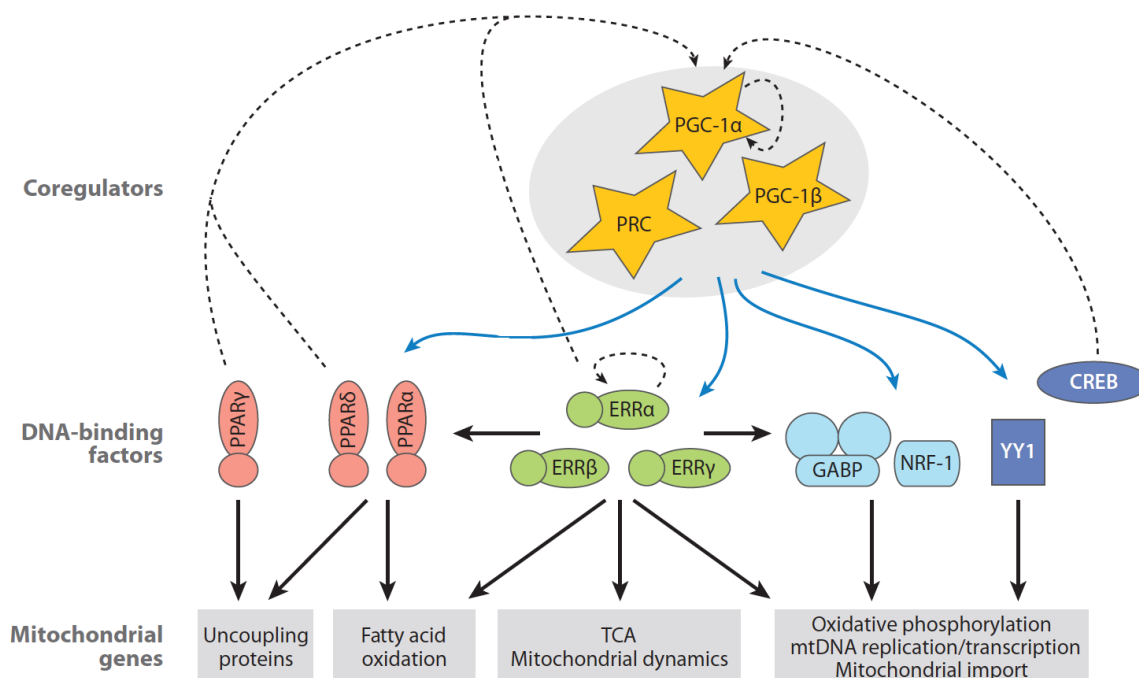 PGC-1α
Coregulators
PGC-1β
PRC
CREB
PPARγ
PPARδ
PPARα
ERRα
DNA-binding
factors
ERRβ
ERRγ
GABP
NRF-1
YY1
Mitochondrial
genes
Uncoupling
proteins
Fatty acid
oxidation
TCA
Mitochondrial dynamics
Oxidative phosphorylation
mtDNA replication/transcription
Mitochondrial import